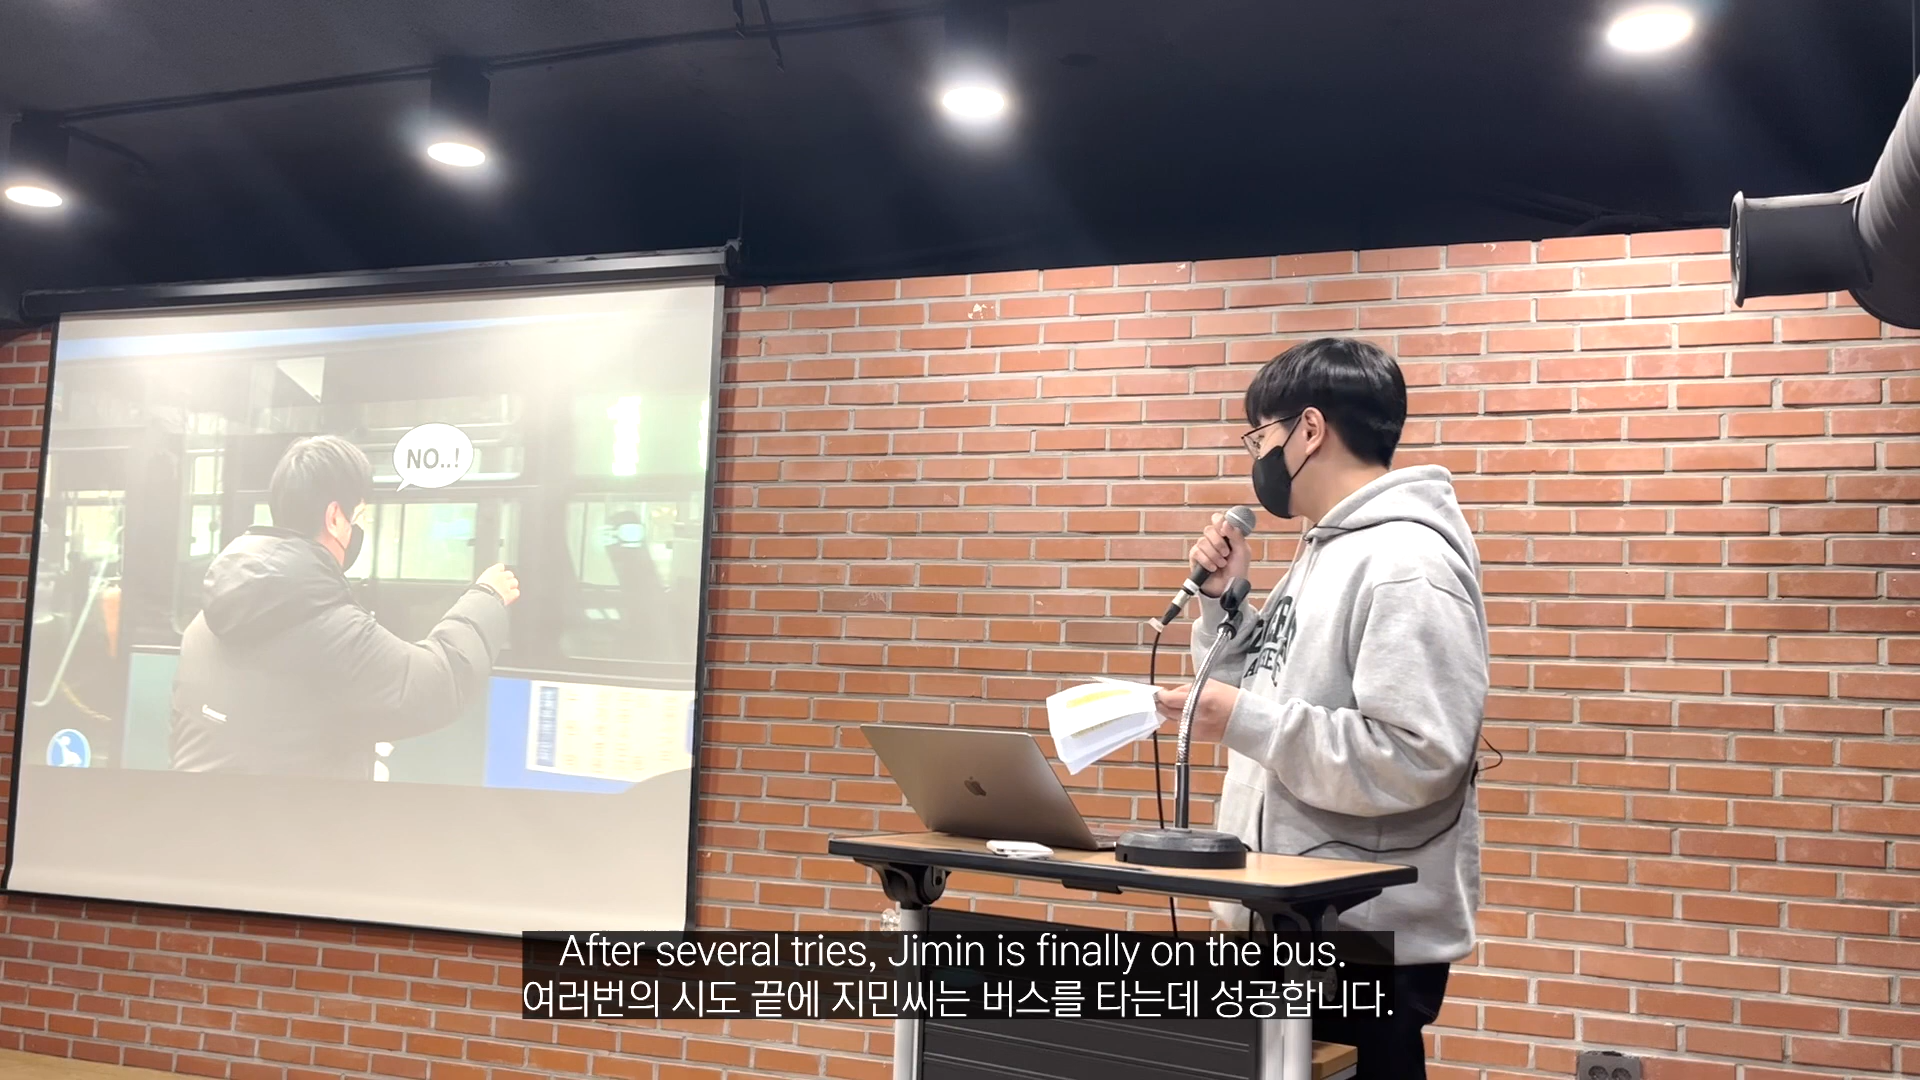 NO..!
After several tries, Jimin is finally on the bus.
여러번의 시도 끝에 지민씨는 버스를 타는데 성공합니다.